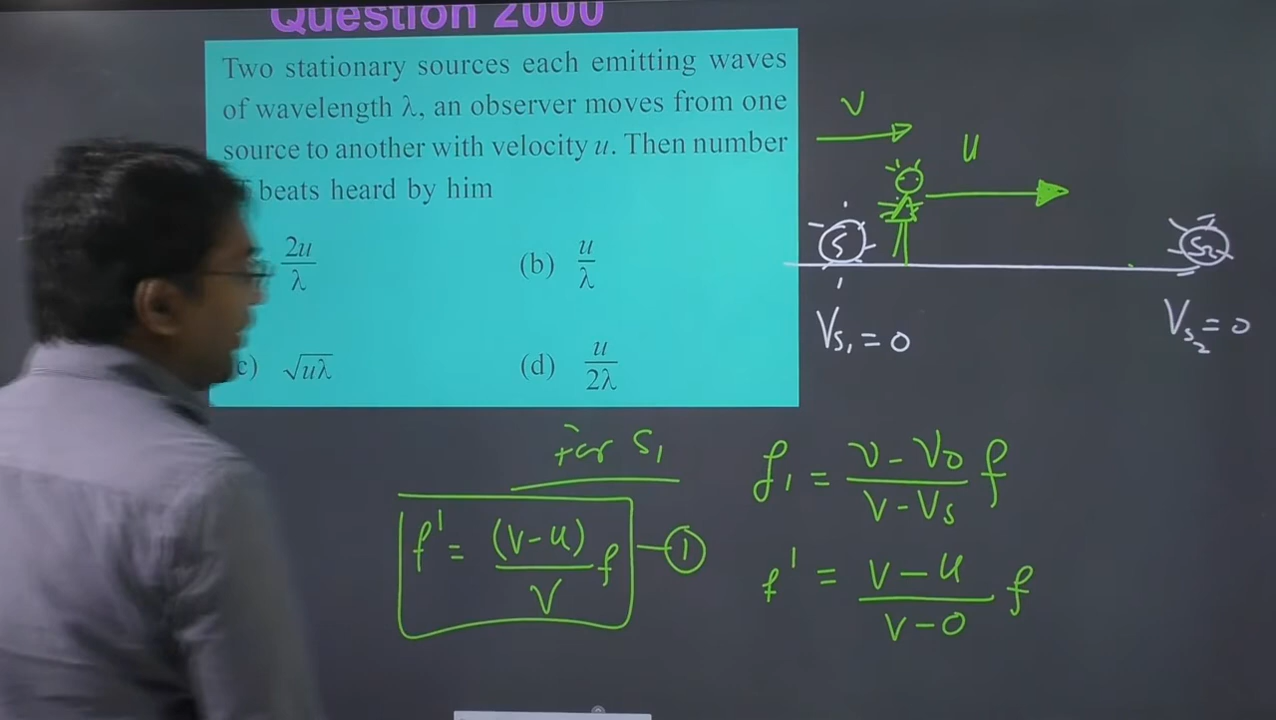 Question 2000
Two stationary sources each emitting waves
of wavelength λ, an observer moves from one
source to another with velocity u. Then number
beats heard by him
2u/λ
(b) u/λ
c) √uλ
(d) u/2λ
V
u
S
S₂
Vs₁ = 0
Vs₂ = 0
For S₁
f₁ = (v - Vo)/(V - Vs) f
f' = (V-u)/V f — ①
f' = (V - u)/(V - 0) f